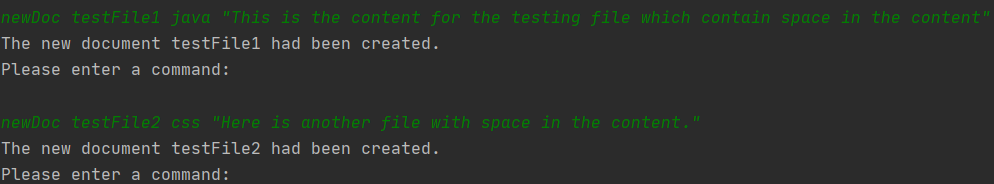 newDoc testFile1 java "This is the content for the testing file which contain space in the content"
The new document testFile1 had been created.
Please enter a command:
newDoc testFile2 css "Here is another file with space in the content."
The new document testFile2 had been created.
Please enter a command: